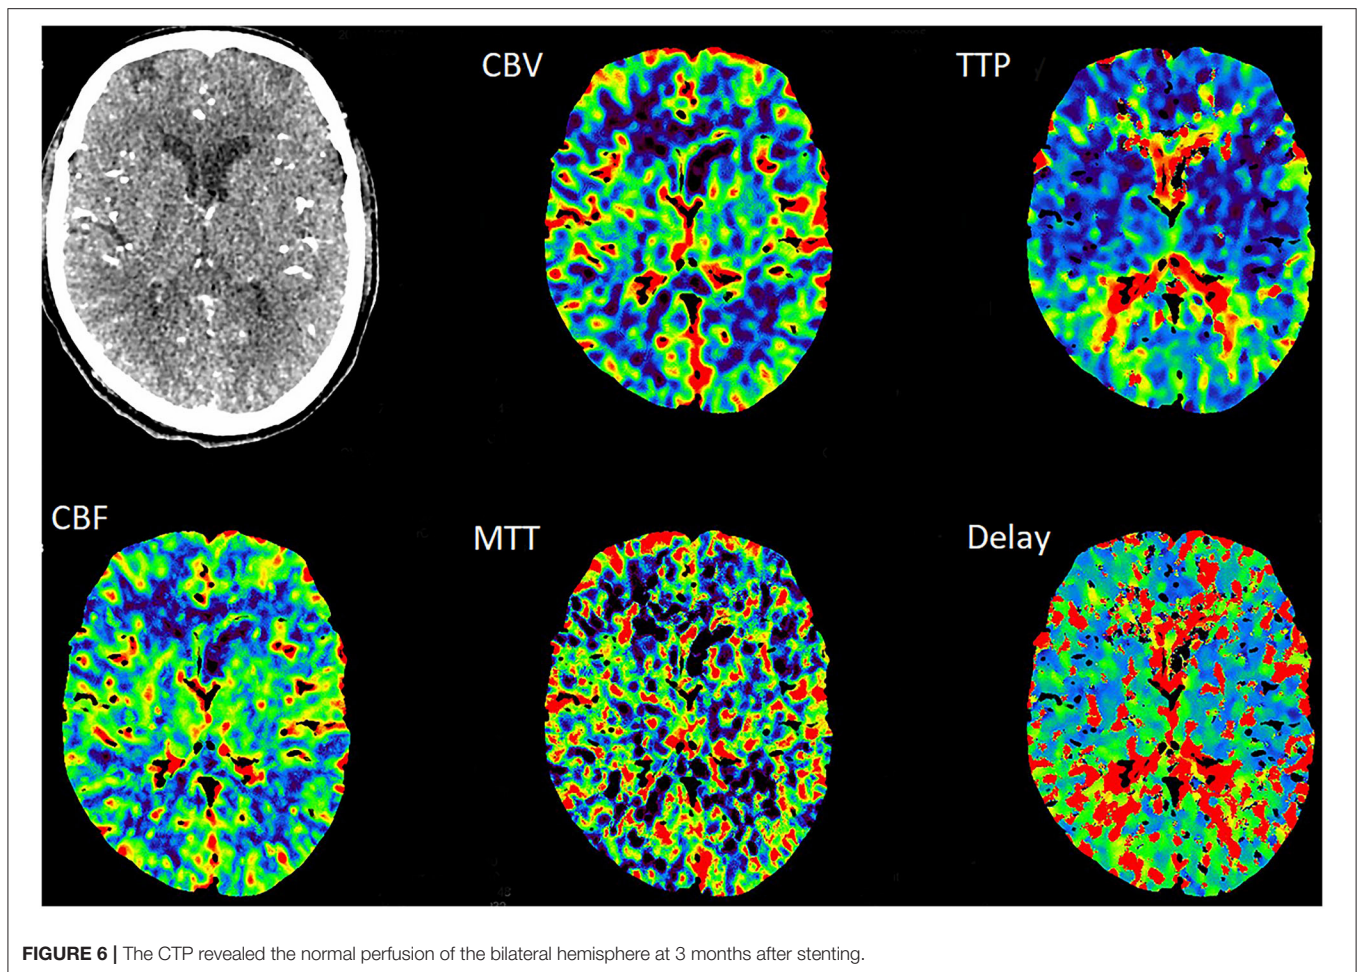 CBV
TTP
CBF
MTT
Delay
FIGURE 6 | The CTP revealed the normal perfusion of the bilateral hemisphere at 3 months after stenting.